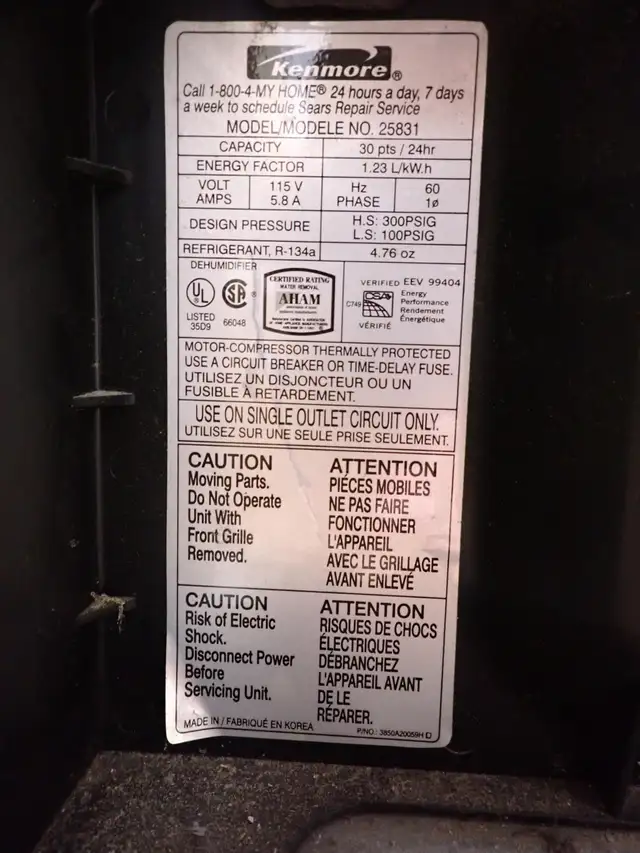 Kenmore®
Call 1-800-4-MY HOME® 24 hours a day, 7 days
a week to schedule Sears Repair Service
MODEL/MODELE NO. 25831
CAPACITY 30 pts / 24hr
ENERGY FACTOR 1.23 L/kW.h
VOLT 115 V Hz 60
AMPS 5.8 A PHASE 1ø
DESIGN PRESSURE H.S: 300PSIG
L.S: 100PSIG
REFRIGERANT, R-134a 4.76 oz
DEHUMIDIFIER
UL
LISTED
35D9
SA ®
66048
CERTIFIED RATING
WATER REMOVAL
AHAM
VERIFIED EEV 99404
C749
CSA
Energy
Performance
Rendement
Énergétique
VÉRIFIÉ
MOTOR-COMPRESSOR THERMALLY PROTECTED
USE A CIRCUIT BREAKER OR TIME-DELAY FUSE.
UTILISEZ UN DISJONCTEUR OU UN
FUSIBLE À RETARDEMENT.
USE ON SINGLE OUTLET CIRCUIT ONLY.
UTILISEZ SUR UNE SEULE PRISE SEULEMENT.
CAUTION
Moving Parts.
Do Not Operate
Unit With
Front Grille
Removed.
ATTENTION
PIÉCES MOBILES
NE PAS FAIRE
FONCTIONNER
L'APPAREIL
AVEC LE GRILLAGE
AVANT ENLEVÉ
CAUTION
Risk of Electric
Shock.
Disconnect Power
Before
Servicing Unit.
ATTENTION
RISQUES DE CHOCS
ÉLECTRIQUES
DÉBRANCHEZ
L'APPAREIL AVANT
DE LE
RÉPARER.
MADE IN / FABRIQUÉ EN KOREA
P/NO.: 3850A20059H